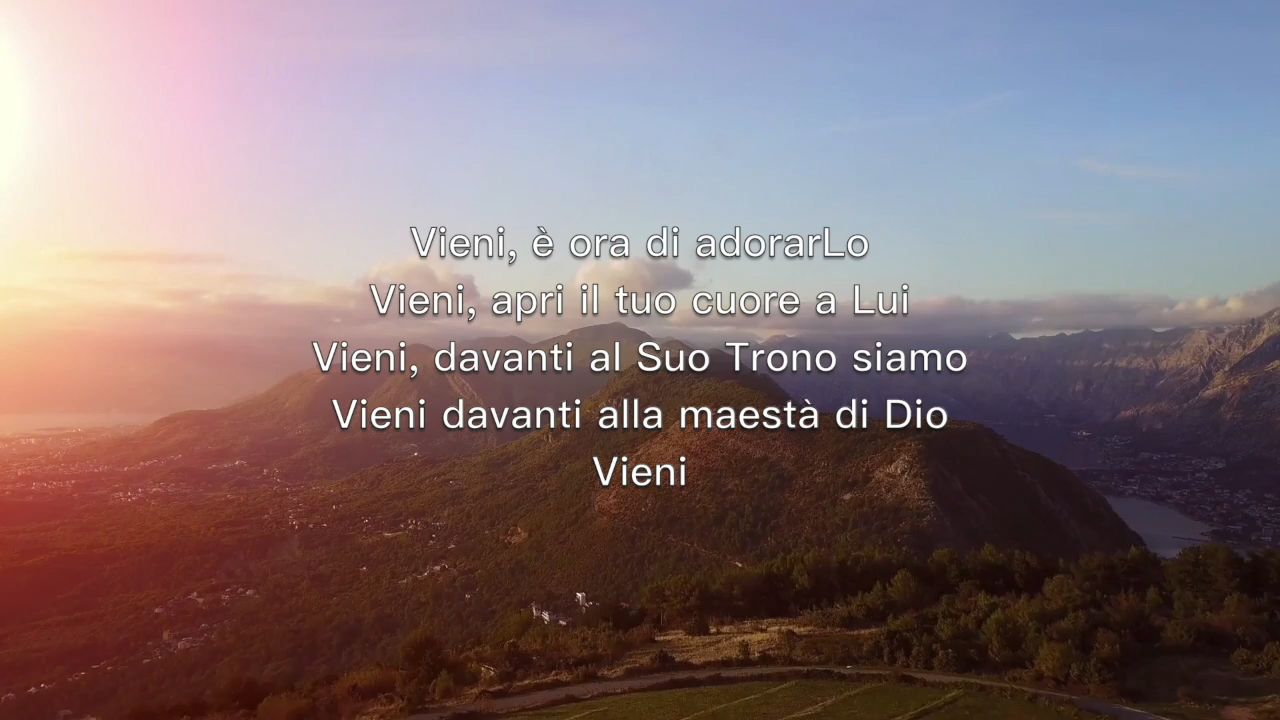 Vieni, è ora di adorarLo
Vieni, apri il tuo cuore a Lui
Vieni, davanti al Suo Trono siamo
Vieni davanti alla maestà di Dio
Vieni